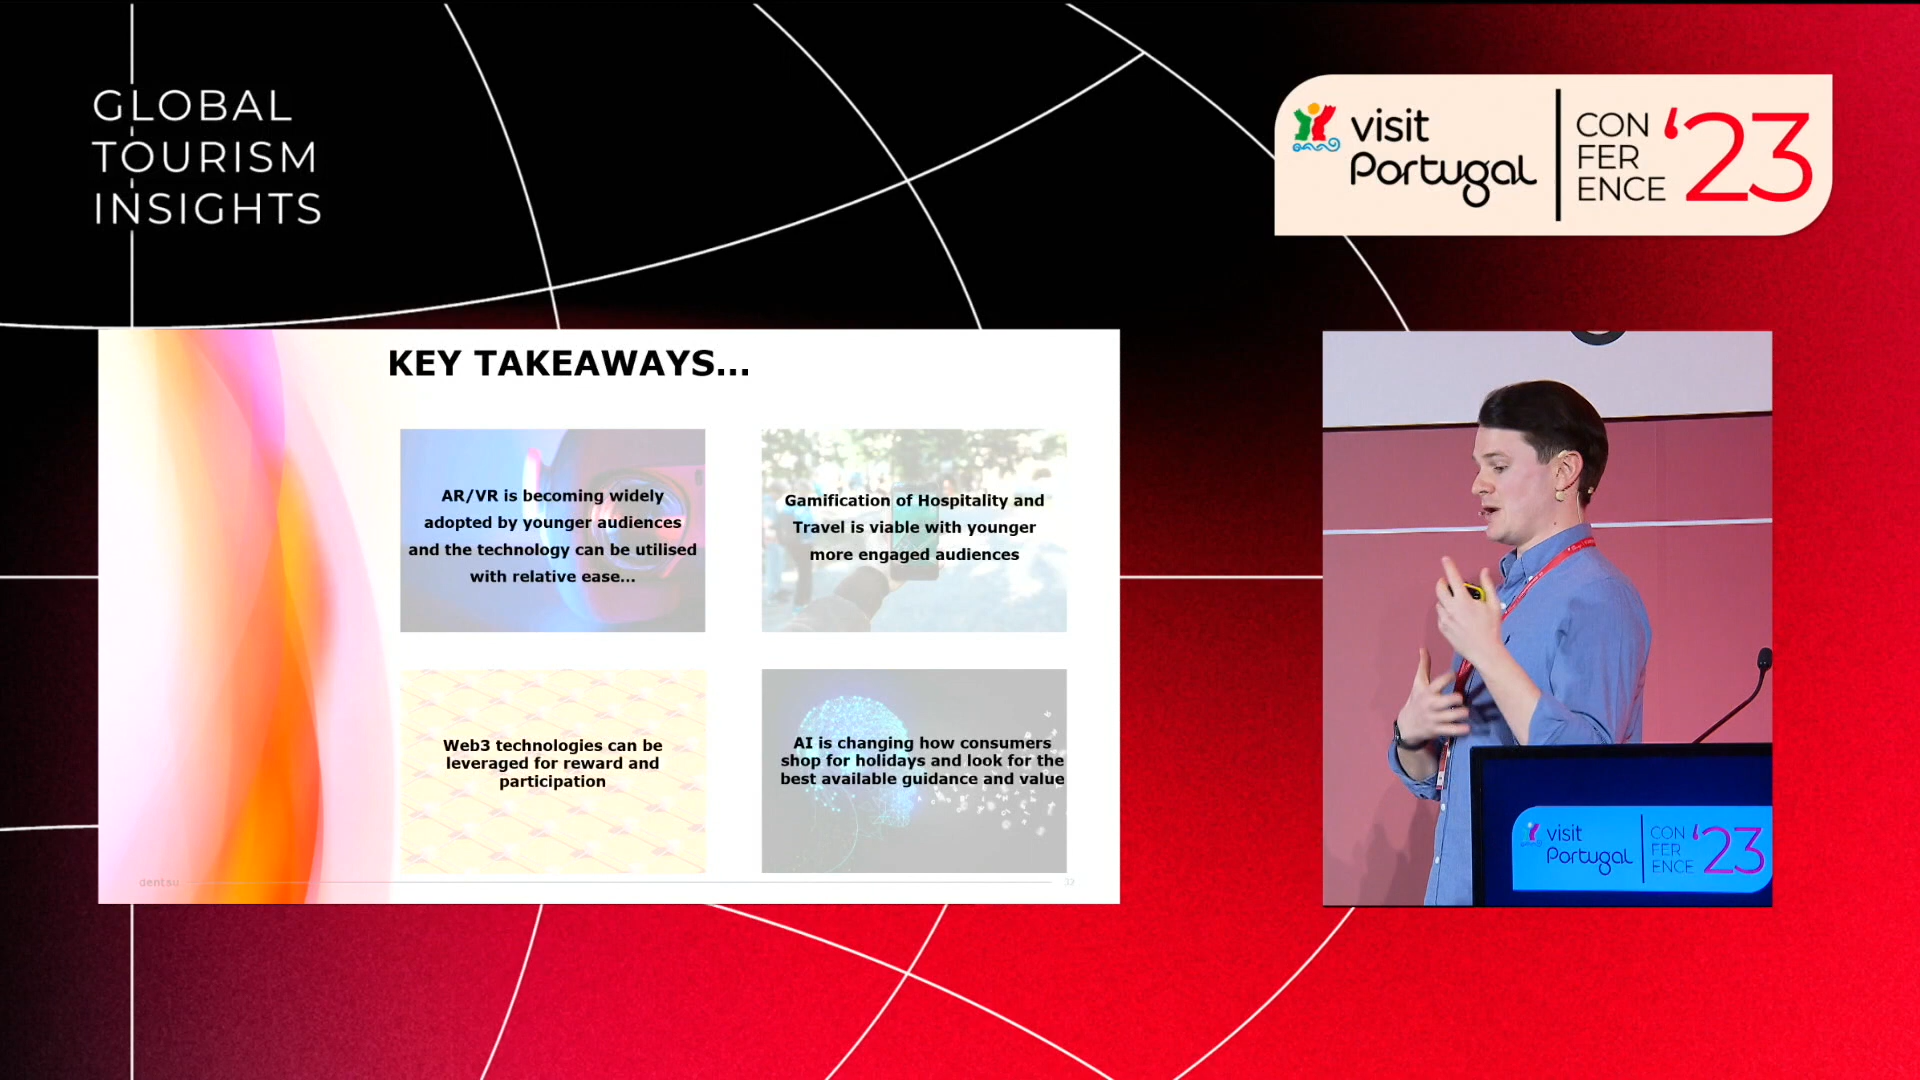 GLOBAL
TOURISM
INSIGHTS
visit
Portugal
CON
FER
ENCE
'23
KEY TAKEAWAYS...
AR/VR is becoming widely
adopted by younger audiences
and the technology can be utilised
with relative ease...
Gamification of Hospitality and
Travel is viable with younger
more engaged audiences
Web3 technologies can be
leveraged for reward and
participation
AI is changing how consumers
shop for holidays and look for the
best available guidance and value
dentsu
visit
Portugal
CON
FER
ENCE
'23